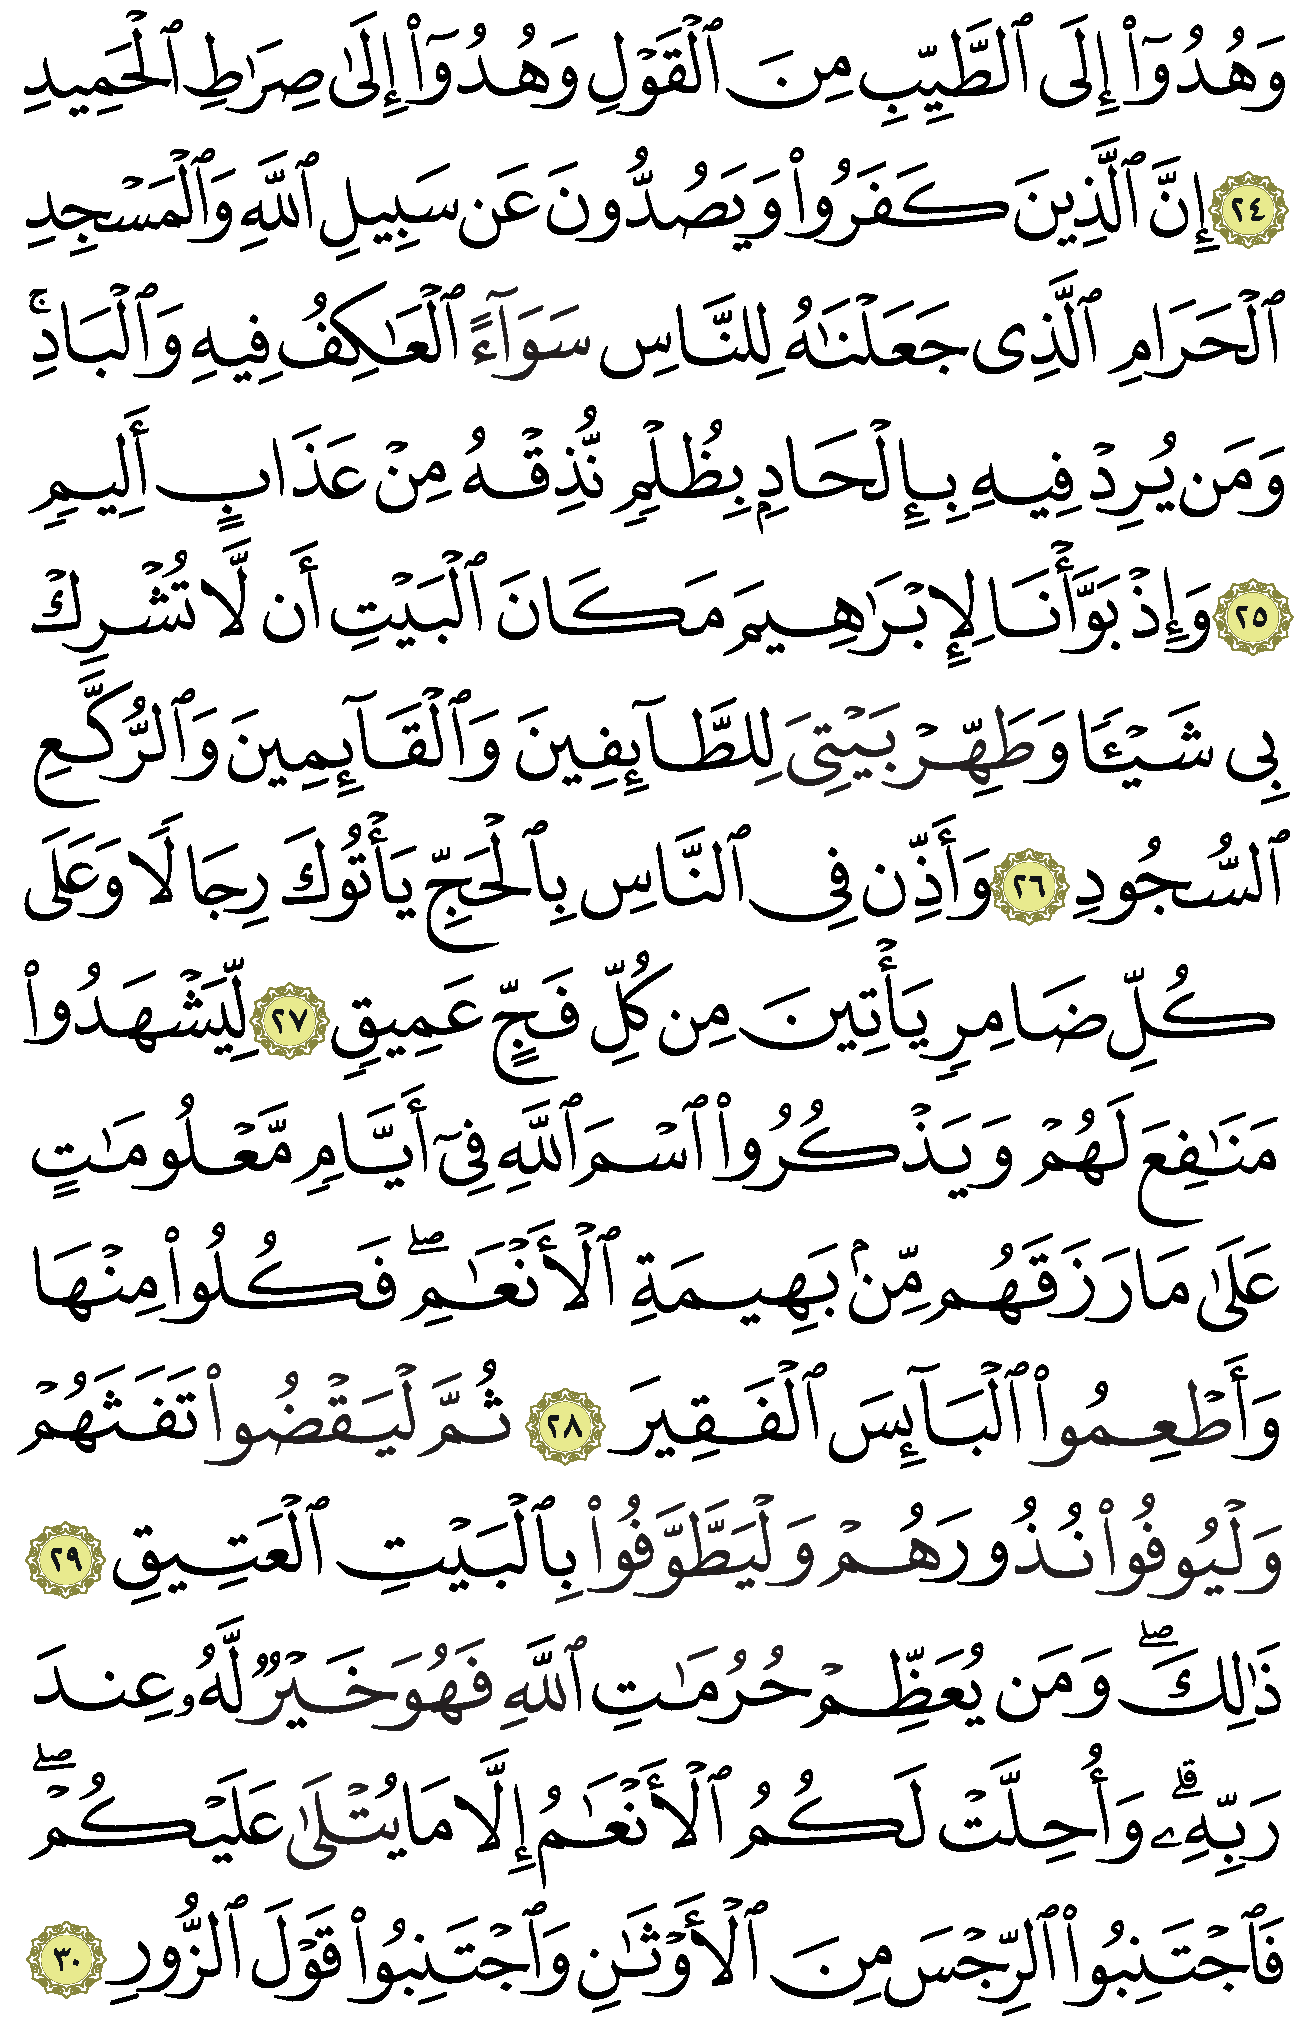 وَهُدُوٓا۟ إِلَى ٱلطَّيِّبِ مِنَ ٱلْقَوْلِ وَهُدُوٓا۟ إِلَىٰ صِرَٰطِ ٱلْحَمِيدِ
٢٤ إِنَّ ٱلَّذِينَ كَفَرُوا۟ وَيَصُدُّونَ عَن سَبِيلِ ٱللَّهِ وَٱلْمَسْجِدِ
ٱلْحَرَامِ ٱلَّذِى جَعَلْنَٰهُ لِلنَّاسِ سَوَآءً ٱلْعَٰكِفُ فِيهِ وَٱلْبَادِ ۚ
وَمَن يُرِدْ فِيهِ بِإِلْحَادٍۭ بِظُلْمٍ نُّذِقْهُ مِنْ عَذَابٍ أَلِيمٍ
٢٥ وَإِذْ بَوَّأْنَا لِإِبْرَٰهِيمَ مَكَانَ ٱلْبَيْتِ أَن لَّا تُشْرِكْ
بِى شَيْـًٔا وَطَهِّرْ بَيْتِىَ لِلطَّآئِفِينَ وَٱلْقَآئِمِينَ وَٱلرُّكَّعِ
ٱلسُّجُودِ ٢٦ وَأَذِّن فِى ٱلنَّاسِ بِٱلْحَجِّ يَأْتُوكَ رِجَالًا وَعَلَىٰ
كُلِّ ضَامِرٍ يَأْتِينَ مِن كُلِّ فَجٍّ عَمِيقٍ ٢٧ لِّيَشْهَدُوا۟
مَنَٰفِعَ لَهُمْ وَيَذْكُرُوا۟ ٱسْمَ ٱللَّهِ فِىٓ أَيَّامٍ مَّعْلُومَٰتٍ
عَلَىٰ مَا رَزَقَهُم مِّنۢ بَهِيمَةِ ٱلْأَنْعَٰمِ ۖ فَكُلُوا۟ مِنْهَا
وَأَطْعِمُوا۟ ٱلْبَآئِسَ ٱلْفَقِيرَ ٢٨ ثُمَّ لْيَقْضُوا۟ تَفَثَهُمْ
وَلْيُوفُوا۟ نُذُورَهُمْ وَلْيَطَّوَّفُوا۟ بِٱلْبَيْتِ ٱلْعَتِيقِ ٢٩
ذَٰلِكَ ۖ وَمَن يُعَظِّمْ حُرُمَٰتِ ٱللَّهِ فَهُوَ خَيْرٌ لَّهُۥ عِندَ
رَبِّهِۦ ۗ وَأُحِلَّتْ لَكُمُ ٱلْأَنْعَٰمُ إِلَّا مَا يُتْلَىٰ عَلَيْكُمْ ۖ
فَٱجْتَنِبُوا۟ ٱلرِّجْسَ مِنَ ٱلْأَوْثَٰنِ وَٱجْتَنِبُوا۟ قَوْلَ ٱلزُّورِ ٣٠